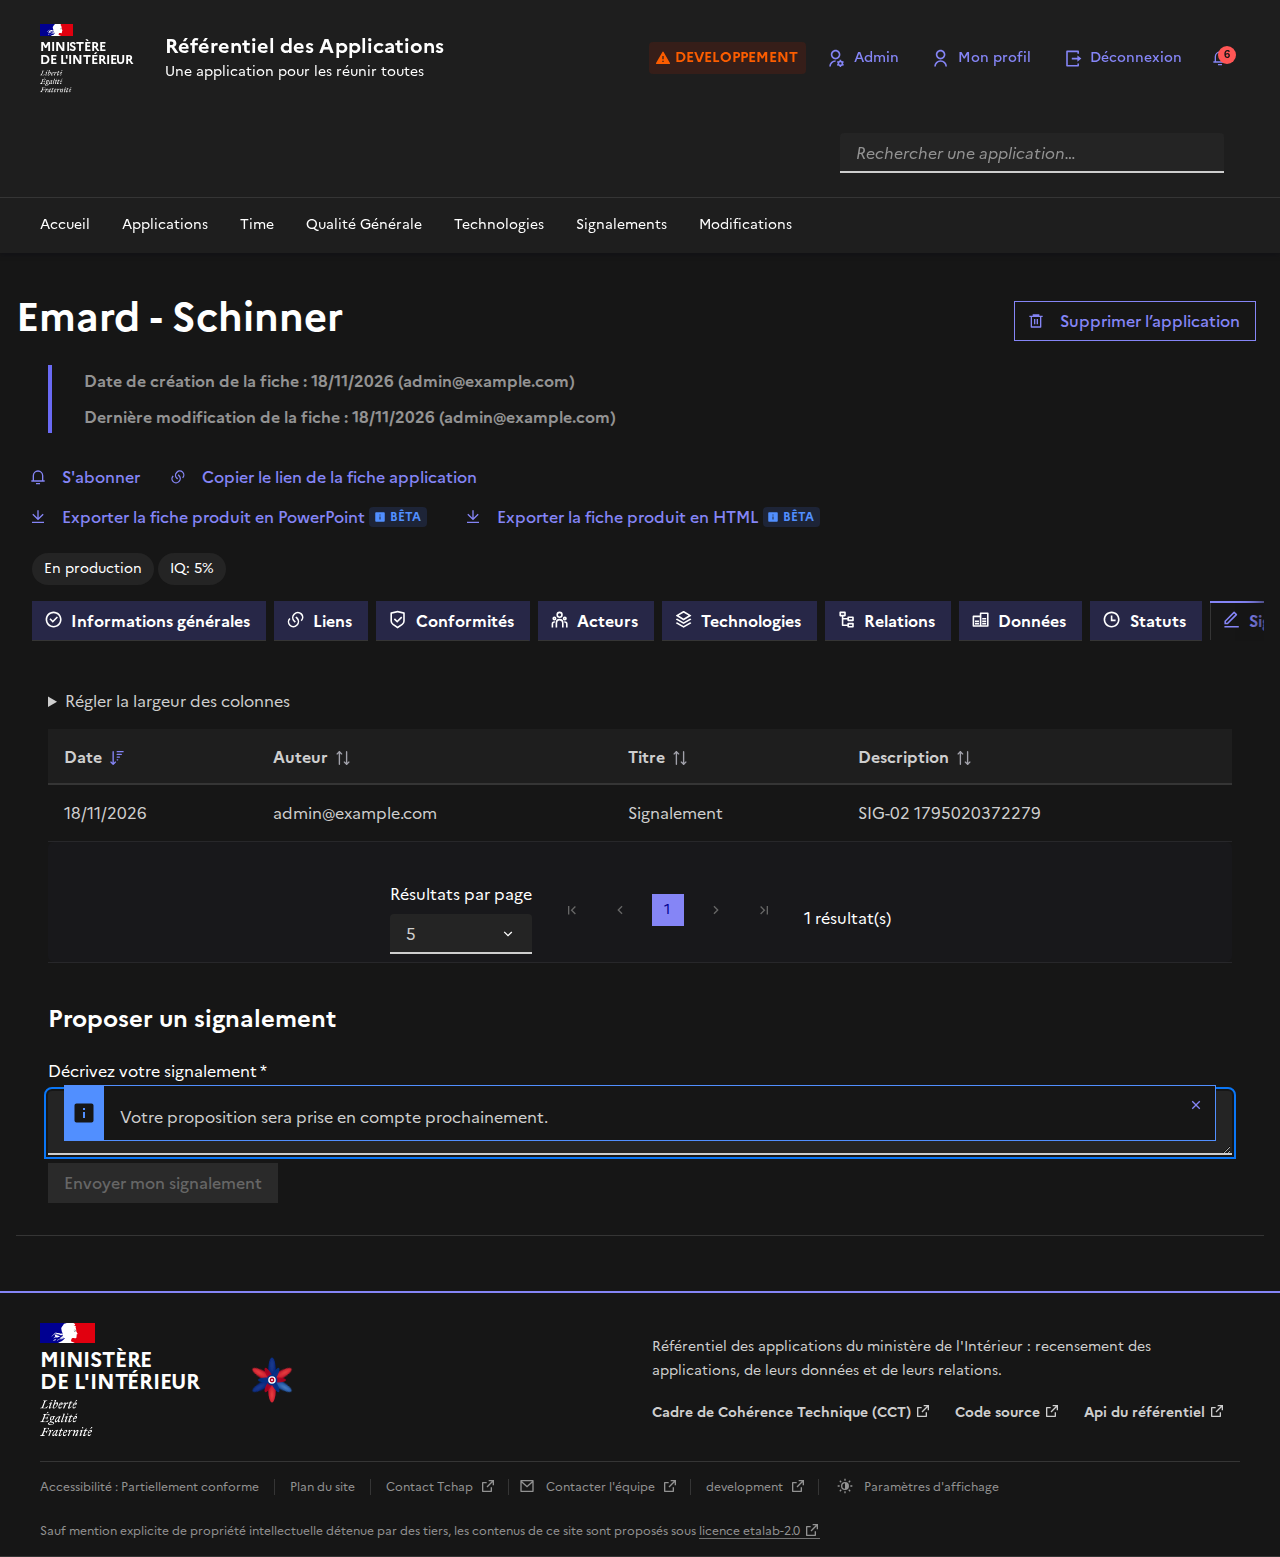 MINISTÈRE
DE L'INTÉRIEUR
Liberté
Égalité
Fraternité
Référentiel des Applications
Une application pour les réunir toutes
DEVELOPPEMENT
Admin
Mon profil
Déconnexion
6
Rechercher une application…
Accueil
Applications
Time
Qualité Générale
Technologies
Signalements
Modifications
Emard - Schinner
Supprimer l’application
Date de création de la fiche : 18/11/2026 (admin@example.com)
Dernière modification de la fiche : 18/11/2026 (admin@example.com)
S'abonner
Copier le lien de la fiche application
Exporter la fiche produit en PowerPoint BÊTA
Exporter la fiche produit en HTML BÊTA
En production
IQ: 5%
Informations générales
Liens
Conformités
Acteurs
Technologies
Relations
Données
Statuts
Régler la largeur des colonnes
Date
Auteur
Titre
Description
18/11/2026
admin@example.com
Signalement
SIG-02 1795020372279
Résultats par page
5
1
1 résultat(s)
Proposer un signalement
Décrivez votre signalement *
Votre proposition sera prise en compte prochainement.
Envoyer mon signalement
MINISTÈRE
DE L'INTÉRIEUR
Liberté
Égalité
Fraternité
Référentiel des applications du ministère de l'Intérieur : recensement des
applications, de leurs données et de leurs relations.
Cadre de Cohérence Technique (CCT)
Code source
Api du référentiel
Accessibilité : Partiellement conforme
Plan du site
Contact Tchap
Contacter l'équipe
development
Paramètres d'affichage
Sauf mention explicite de propriété intellectuelle détenue par des tiers, les contenus de ce site sont proposés sous licence etalab-2.0